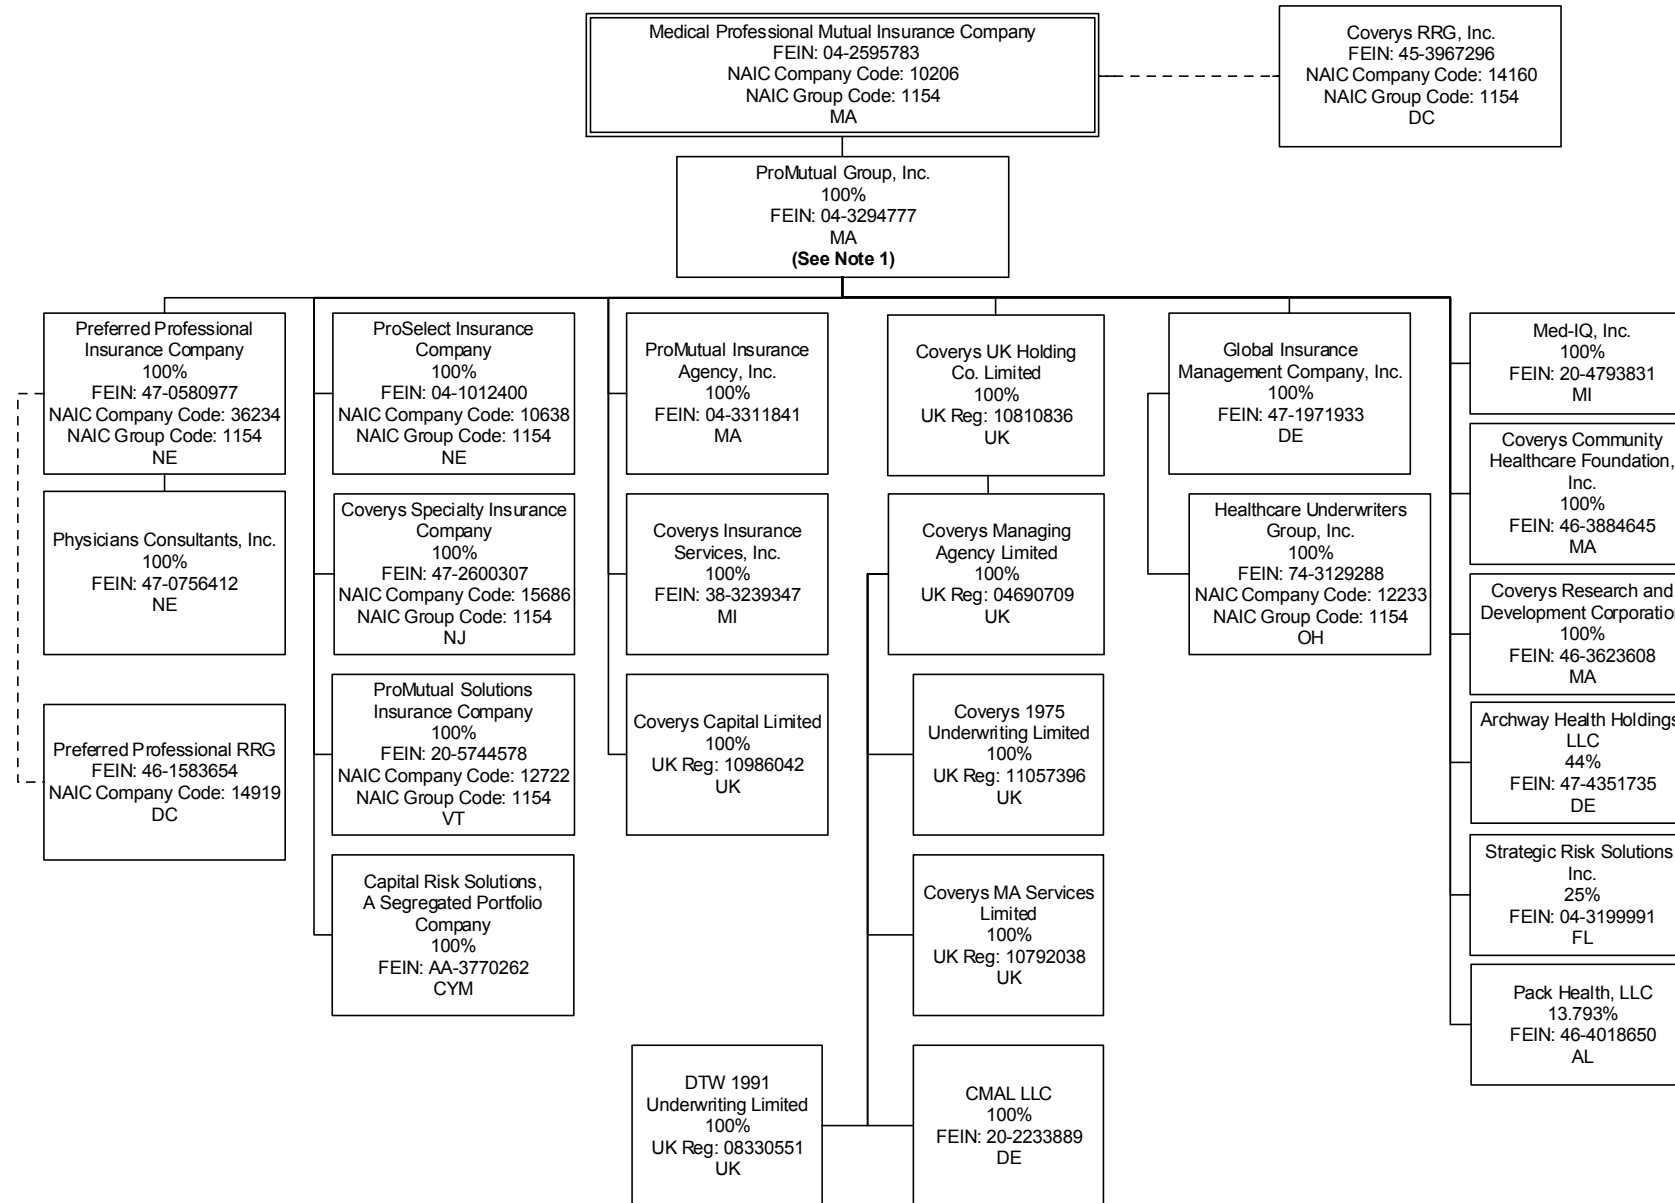 Medical Professional Mutual Insurance Company
FEIN: 04-2595783
NAIC Company Code: 10206
NAIC Group Code: 1154
MA
Coverys RRG, Inc.
FEIN: 45-3967296
NAIC Company Code: 14160
NAIC Group Code: 1154
DC
ProMutual Group, Inc.
100%
FEIN: 04-3294777
MA
(See Note 1)
Preferred Professional
Insurance Company
100%
FEIN: 47-0580977
NAIC Company Code: 36234
NAIC Group Code: 1154
NE
Physicians Consultants, Inc.
100%
FEIN: 47-0756412
NE
Preferred Professional RRG
FEIN: 46-1583654
NAIC Company Code: 14919
DC
ProSelect Insurance
Company
100%
FEIN: 04-1012400
NAIC Company Code: 10638
NAIC Group Code: 1154
NE
Coverys Specialty Insurance
Company
100%
FEIN: 47-2600307
NAIC Company Code: 15686
NAIC Group Code: 1154
NJ
ProMutual Solutions
Insurance Company
100%
FEIN: 20-5744578
NAIC Company Code: 12722
NAIC Group Code: 1154
VT
Capital Risk Solutions,
A Segregated Portfolio
Company
100%
FEIN: AA-3770262
CYM
ProMutual Insurance
Agency, Inc.
100%
FEIN: 04-3311841
MA
Coverys Insurance
Services, Inc.
100%
FEIN: 38-3239347
MI
Coverys Capital Limited
100%
UK Reg: 10986042
UK
Coverys UK Holding
Co. Limited
100%
UK Reg: 10810836
UK
Coverys Managing
Agency Limited
100%
UK Reg: 04690709
UK
Coverys 1975
Underwriting Limited
100%
UK Reg: 11057396
UK
Coverys MA Services
Limited
100%
UK Reg: 10792038
UK
DTW 1991
Underwriting Limited
100%
UK Reg: 08330551
UK
CMAL LLC
100%
FEIN: 20-2233889
DE
Global Insurance
Management Company, Inc.
100%
FEIN: 47-1971933
DE
Healthcare Underwriters
Group, Inc.
100%
FEIN: 74-3129288
NAIC Company Code: 12233
NAIC Group Code: 1154
OH
Med-IQ, Inc.
100%
FEIN: 20-4793831
MI
Coverys Community
Healthcare Foundation,
Inc.
100%
FEIN: 46-3884645
MA
Coverys Research and
Development Corporation
100%
FEIN: 46-3623608
MA
Archway Health Holdings
LLC
44%
FEIN: 47-4351735
DE
Strategic Risk Solutions
Inc.
25%
FEIN: 04-3199991
FL
Pack Health, LLC
13.793%
FEIN: 46-4018650
AL